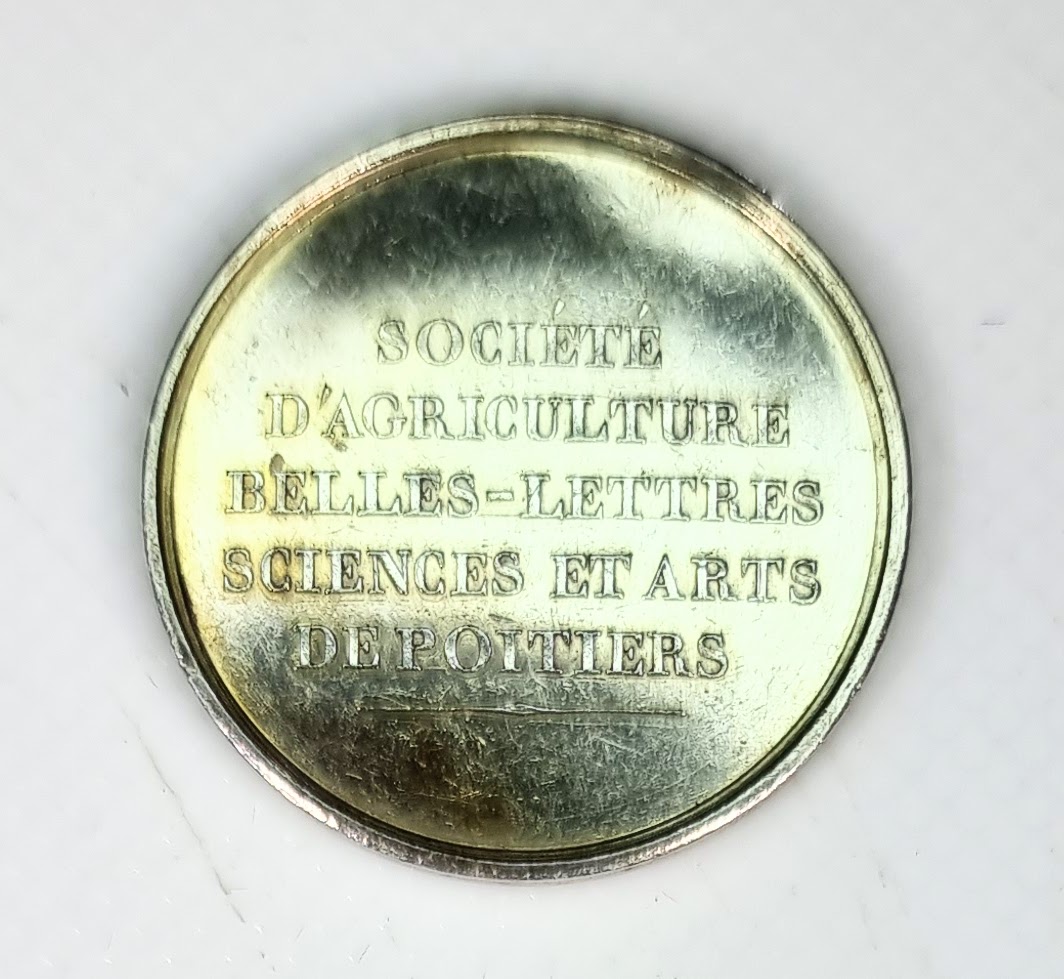 SOCIÉTÉ
D'AGRICULTURE
BELLES-LETTRES
SCIENCES ET ARTS
DE POITIERS